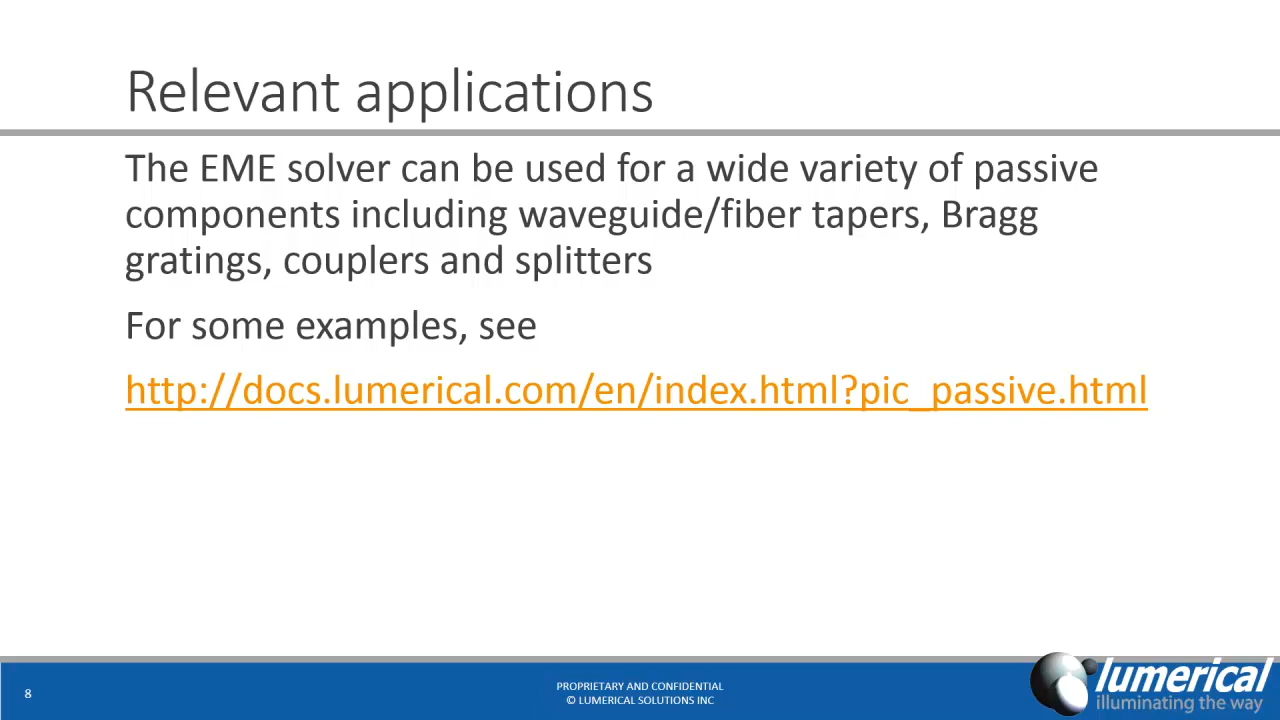 Relevant applications
The EME solver can be used for a wide variety of passive
components including waveguide/fiber tapers, Bragg
gratings, couplers and splitters
For some examples, see
http://docs.lumerical.com/en/index.html?pic_passive.html
8
PROPRIETARY AND CONFIDENTIAL
© LUMERICAL SOLUTIONS INC
lumerical
illuminating the way